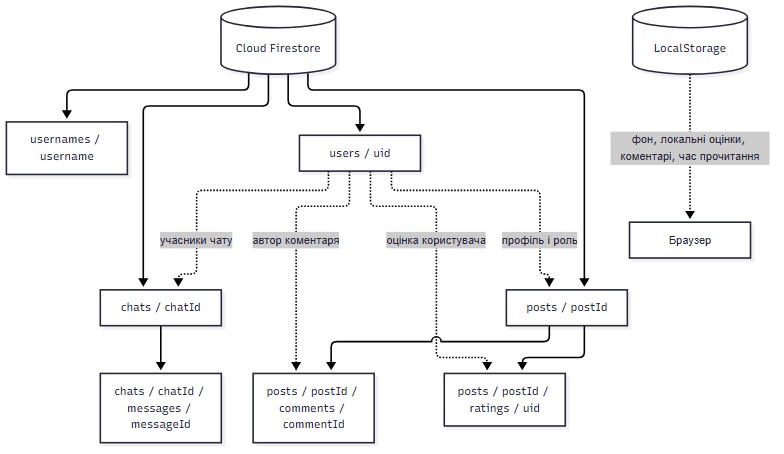 Cloud Firestore
LocalStorage
usernames /
username
users / uid
фон, локальні оцінки,
коментарі, час прочитання
учасники чату
автор коментаря
оцінка користувача
профіль і роль
Браузер
chats / chatId
posts / postId
chats / chatId /
messages /
messageId
posts / postId /
comments /
commentId
posts / postId /
ratings / uid